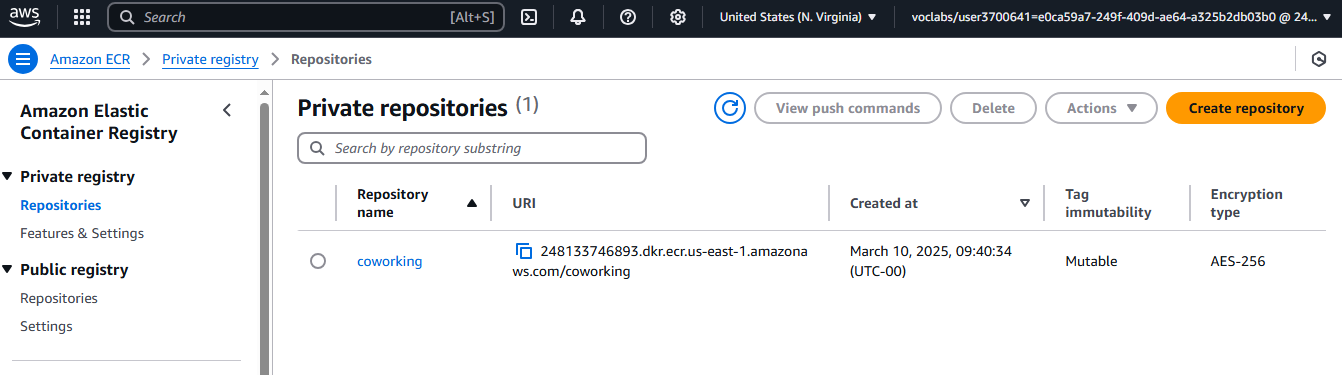 aws
Search
[Alt+S]
United States (N. Virginia)
voclabs/user3700641=e0ca59a7-249f-409d-ae64-a325b2db03b0 @ 24...
Amazon ECR
Private registry
Repositories
Amazon Elastic
Container Registry
Private registry
Repositories
Features & Settings
Public registry
Repositories
Settings
Private repositories (1)
View push commands
Delete
Actions
Create repository
Search by repository substring
Repository
name
URI
Created at
Tag
immutability
Encryption
type
coworking
248133746893.dkr.ecr.us-east-1.amazona
ws.com/coworking
March 10, 2025, 09:40:34
(UTC-00)
Mutable
AES-256